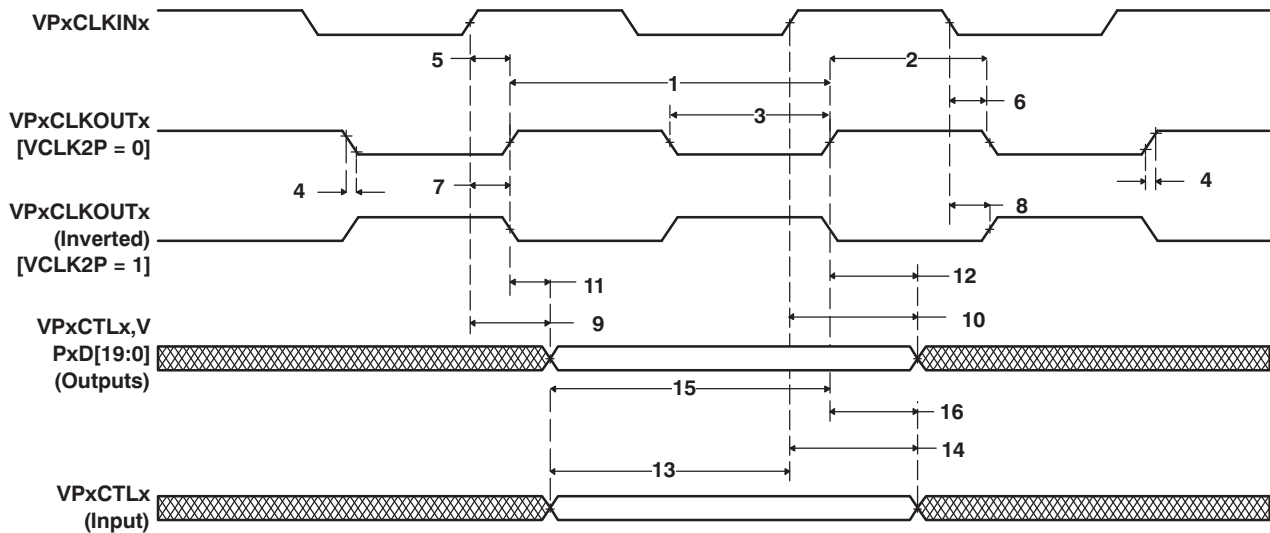 VPxCLKINx
5
2
1
6
VPxCLKOUTx
[VCLK2P = 0]
3
4
7
4
VPxCLKOUTx
(Inverted)
[VCLK2P = 1]
8
11
12
9
10
VPxCTLx,V
PxD[19:0]
(Outputs)
15
16
14
13
VPxCTLx
(Input)